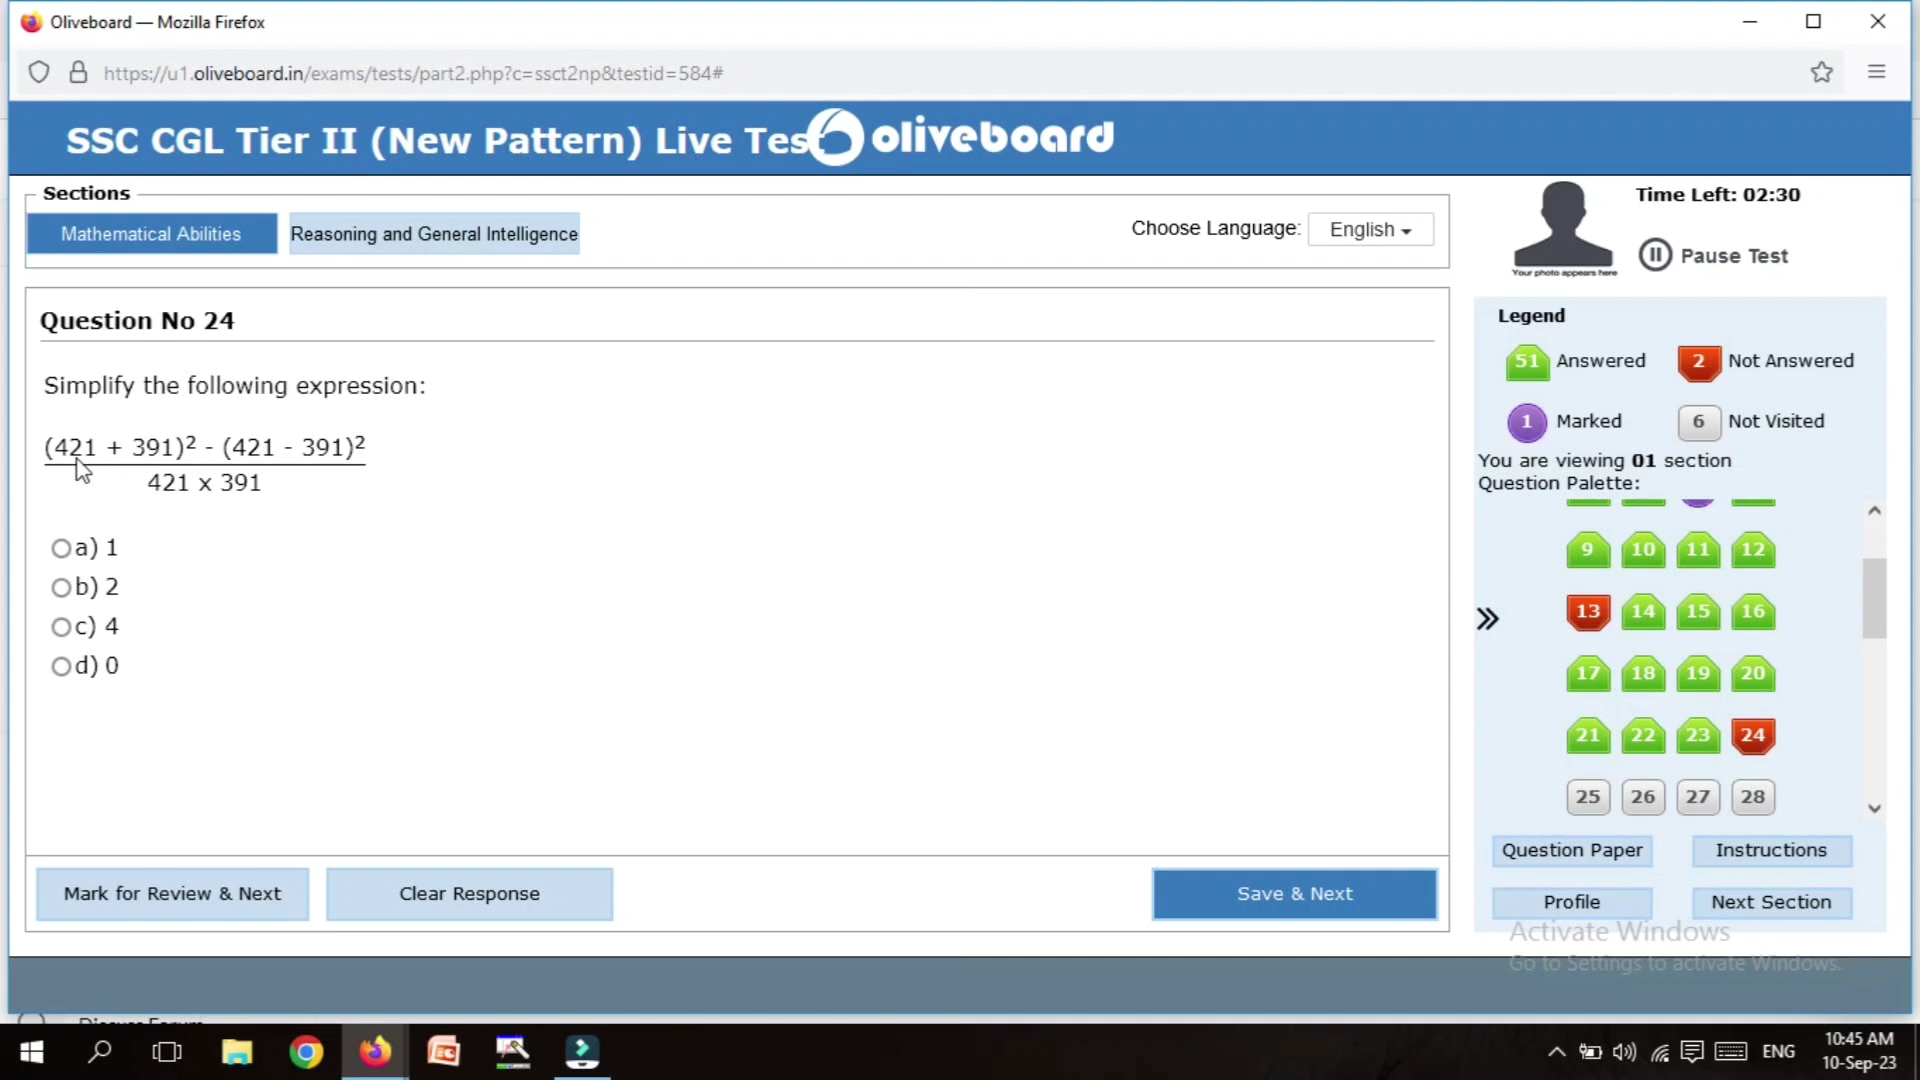 Oliveboard — Mozilla Firefox
https://u1.oliveboard.in/exams/tests/part2.php?c=ssct2np&testid=584#
SSC CGL Tier II (New Pattern) Live Tes
oliveboard
Sections
Mathematical Abilities
Reasoning and General Intelligence
Choose Language:
English
Your photo appears here
Time Left: 02:30
Pause Test
Question No 24
Simplify the following expression:
(421 + 391)² - (421 - 391)²
421 x 391
a) 1
b) 2
c) 4
d) 0
Mark for Review & Next
Clear Response
Save & Next
Legend
51 Answered
2 Not Answered
1 Marked
6 Not Visited
You are viewing 01 section
Question Palette:
9 10 11 12
13 14 15 16
17 18 19 20
21 22 23 24
25 26 27 28
Question Paper
Instructions
Profile
Next Section
Activate Windows
Go to Settings to activate Windows.
ENG
10:45 AM
10-Sep-23